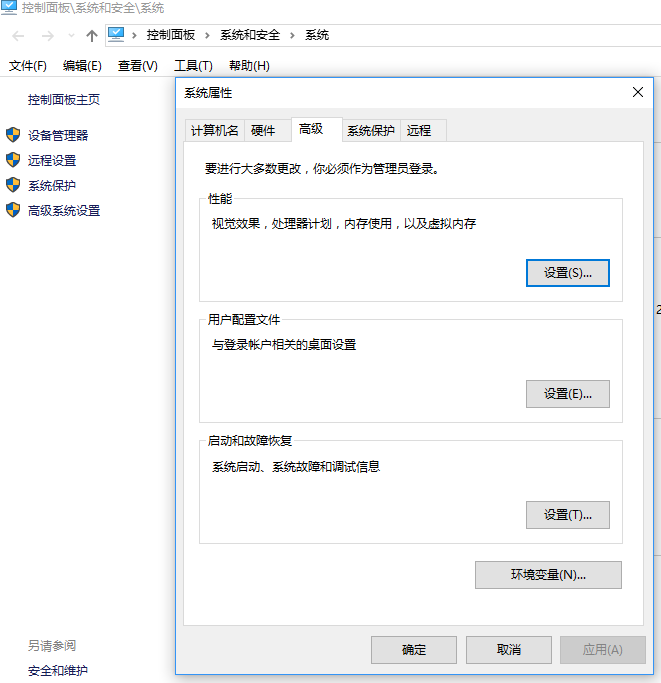 控制面板\系统和安全\系统
控制面板 > 系统和安全 > 系统
文件(F) 编辑(E) 查看(V) 工具(T) 帮助(H)
控制面板主页
设备管理器
远程设置
系统保护
高级系统设置
系统属性
计算机名 硬件 高级 系统保护 远程
要进行大多数更改，你必须作为管理员登录。
性能
视觉效果，处理器计划，内存使用，以及虚拟内存
设置(S)...
用户配置文件
与登录帐户相关的桌面设置
设置(E)...
启动和故障恢复
系统启动、系统故障和调试信息
设置(T)...
环境变量(N)...
确定 取消 应用(A)
2
另请参阅
安全和维护